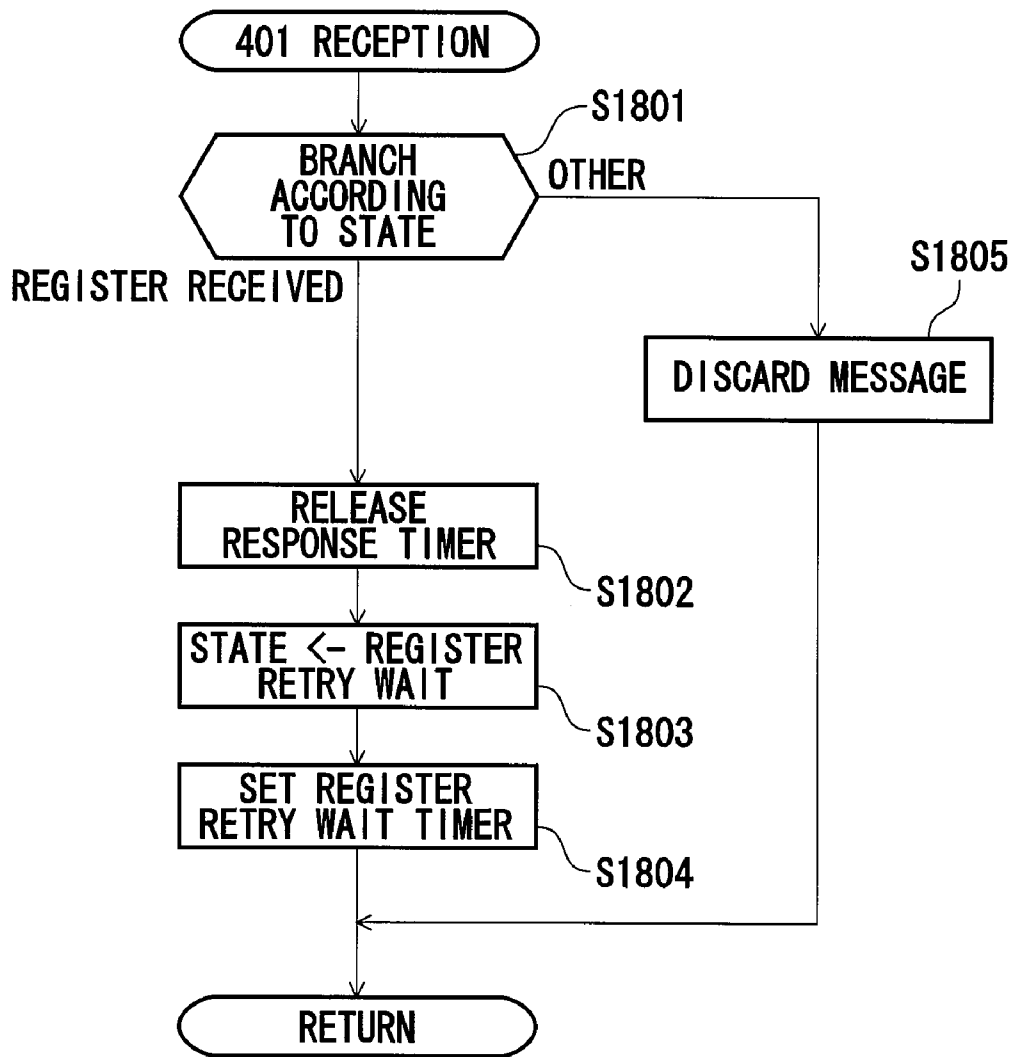 401 RECEPTION
S1801
BRANCH
ACCORDING
TO STATE
OTHER
REGISTER RECEIVED
S1805
DISCARD MESSAGE
RELEASE
RESPONSE TIMER
S1802
STATE <- REGISTER
RETRY WAIT
S1803
SET REGISTER
RETRY WAIT TIMER
S1804
RETURN